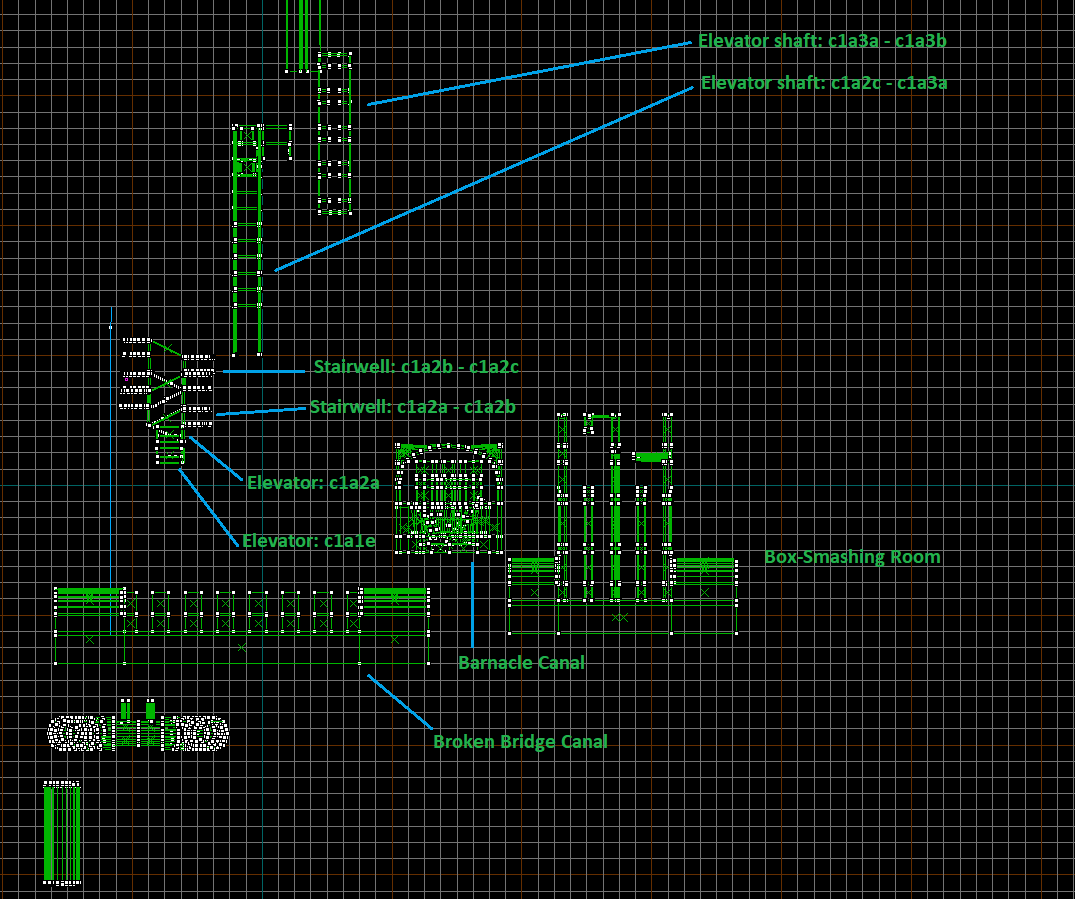 Elevator shaft: c1a3a - c1a3b
Elevator shaft: c1a2c - c1a3a
Stairwell: c1a2b - c1a2c
Stairwell: c1a2a - c1a2b
Elevator: c1a2a
Elevator: c1a1e
Box-Smashing Room
Barnacle Canal
Broken Bridge Canal